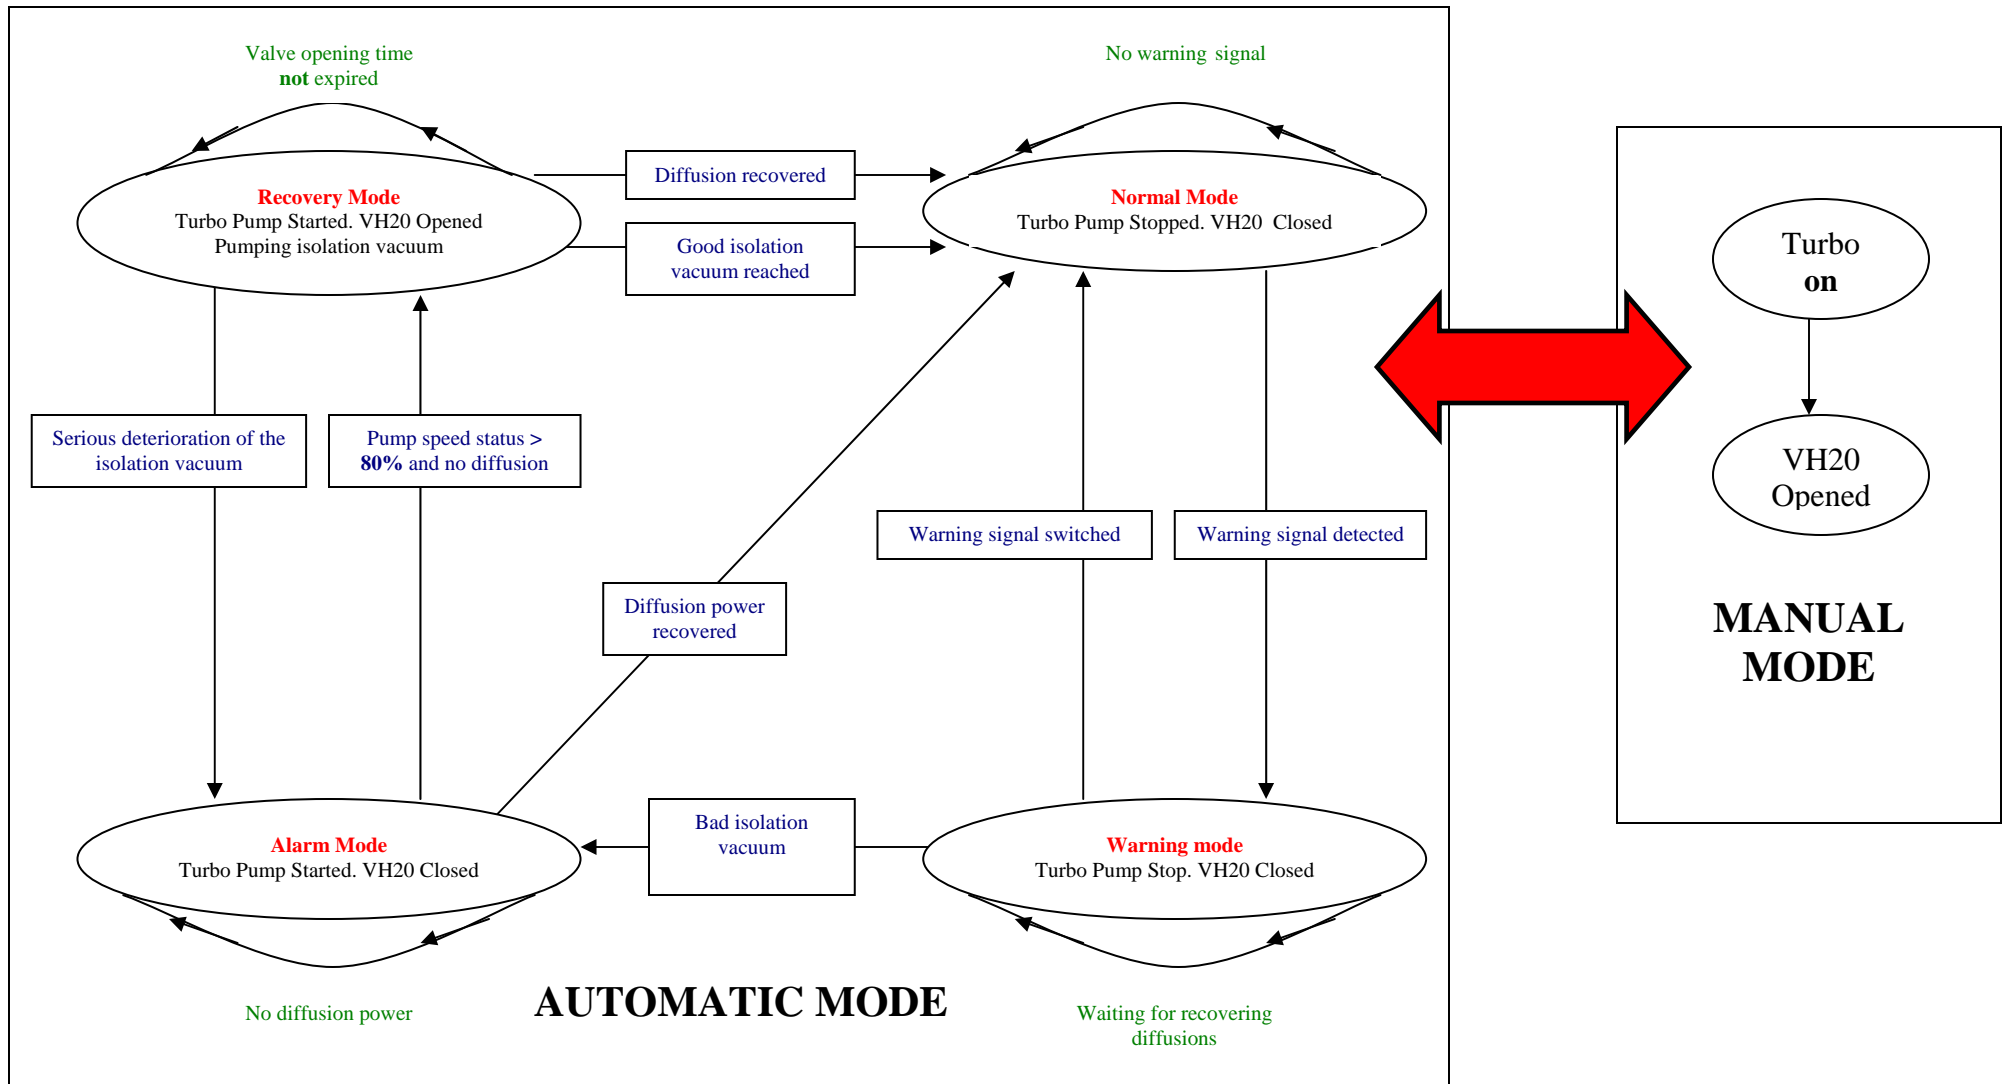 Valve opening time
not expired
No warning signal
Recovery Mode
Turbo Pump Started. VH20 Opened
Pumping isolation vacuum
Diffusion recovered
Good isolation
vacuum reached
Normal Mode
Turbo Pump Stopped. VH20 Closed
Turbo
on
VH20
Opened
Serious deterioration of the
isolation vacuum
Pump speed status >
80% and no diffusion
Warning signal switched
Warning signal detected
Diffusion power
recovered
MANUAL
MODE
Alarm Mode
Turbo Pump Started. VH20 Closed
Bad isolation
vacuum
Warning mode
Turbo Pump Stop. VH20 Closed
No diffusion power
AUTOMATIC MODE
Waiting for recovering
diffusions